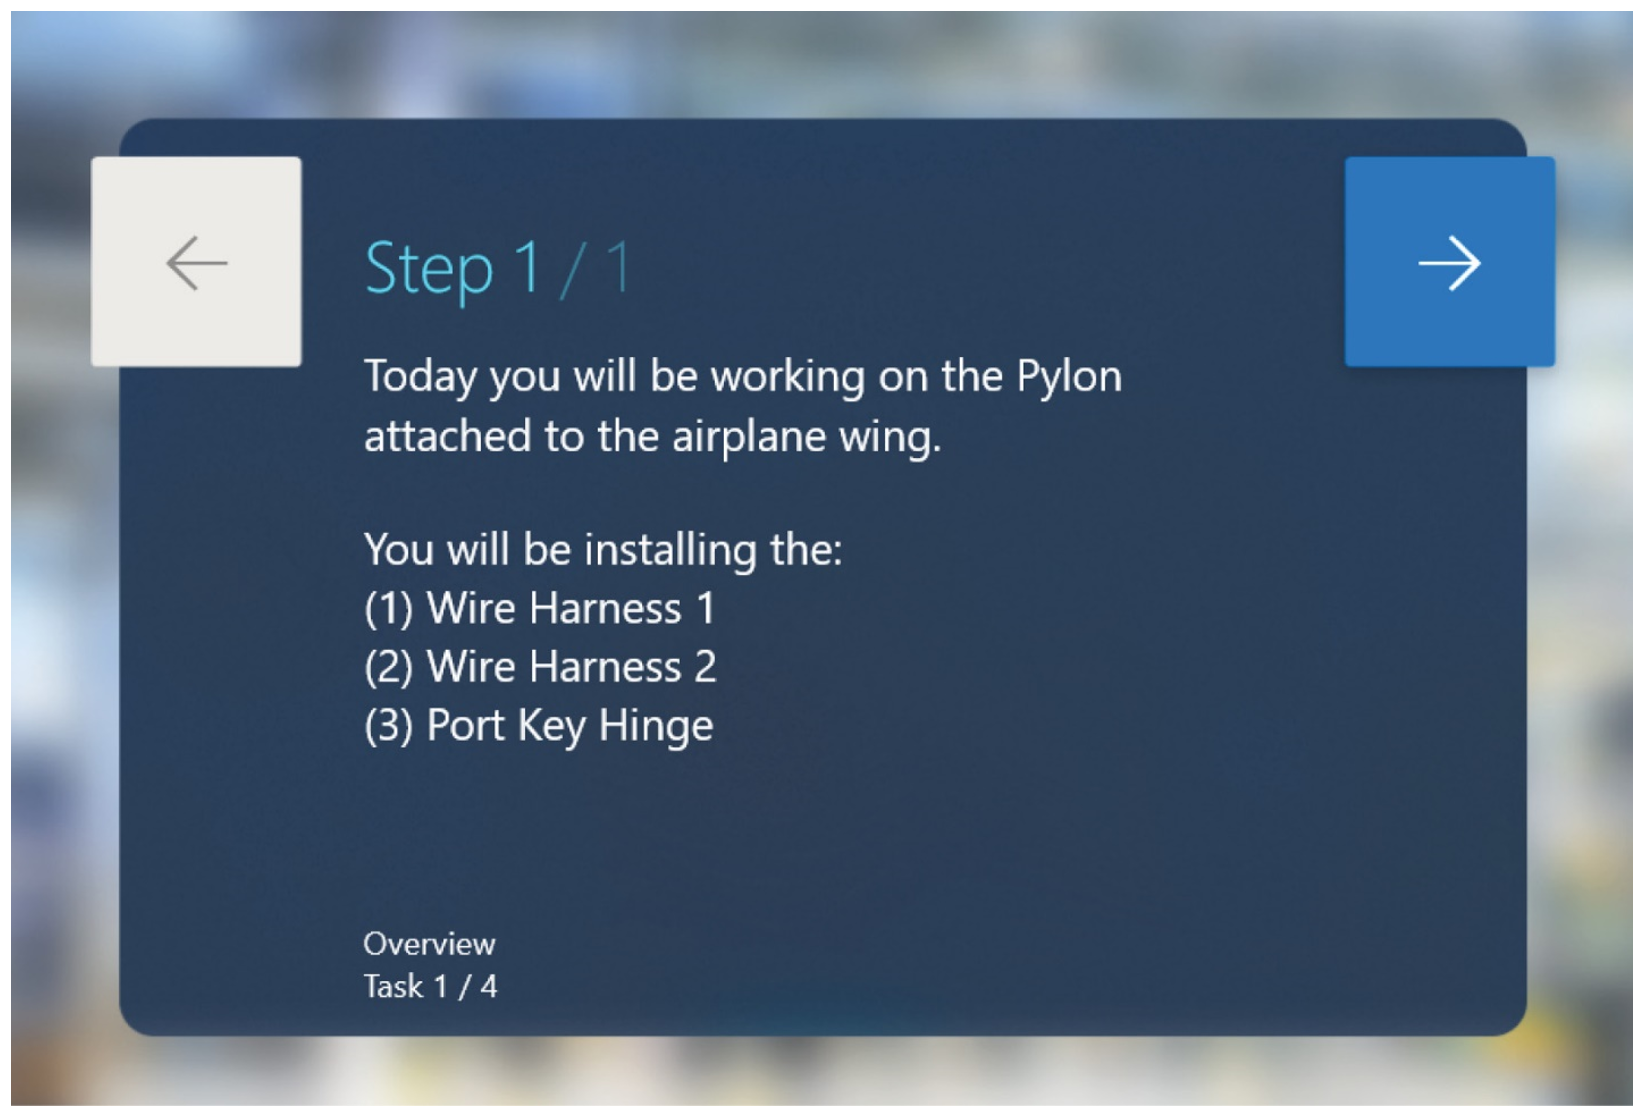 Step 1 / 1
Today you will be working on the Pylon
attached to the airplane wing.
You will be installing the:
(1) Wire Harness 1
(2) Wire Harness 2
(3) Port Key Hinge
Overview
Task 1 / 4